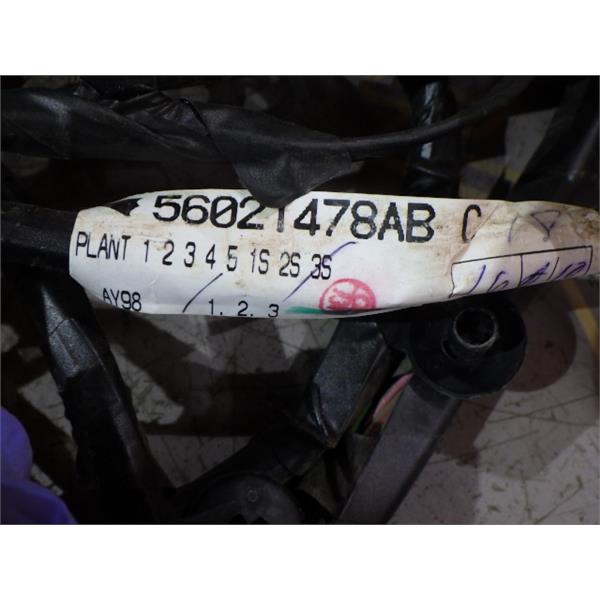 *56021478AB C
PLANT 1 2 3 4 5 1S 2S 3S
AY98 1. 2. 3